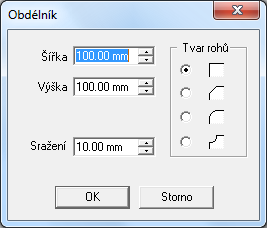 Obdélník
Šířka 100.00 mm
Výška 100.00 mm
Sražení 10.00 mm
Tvar rohů
OK Storno